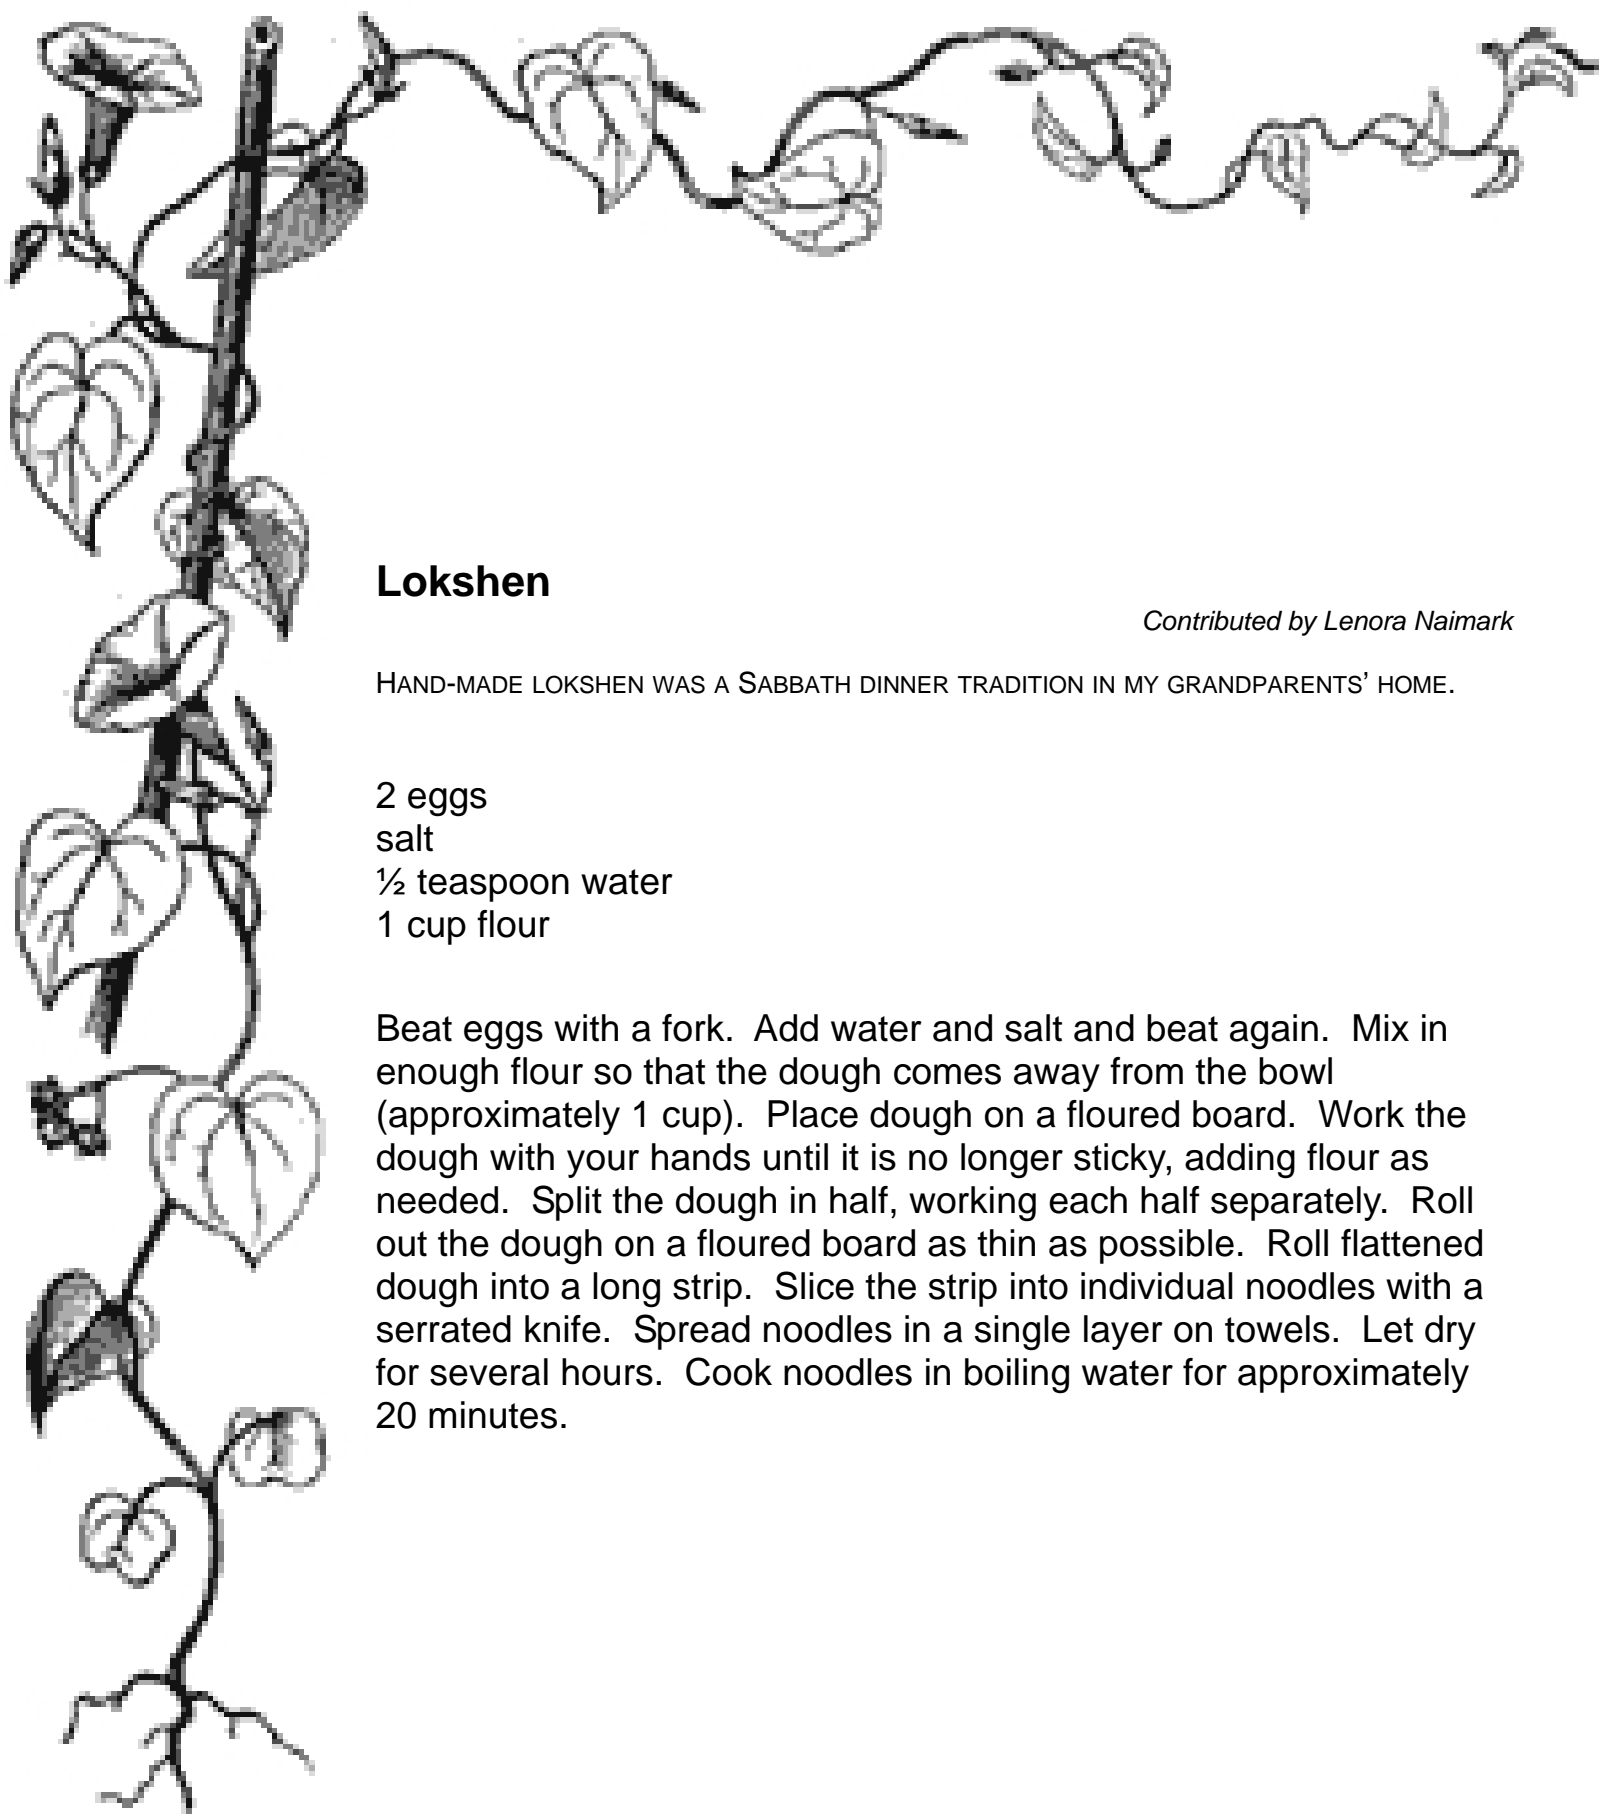 Lokshen
Contributed by Lenora Naimark
HAND-MADE LOKSHEN WAS A SABBATH DINNER TRADITION IN MY GRANDPARENTS’ HOME.
2 eggs
salt
½ teaspoon water
1 cup flour
Beat eggs with a fork.  Add water and salt and beat again.  Mix in
enough flour so that the dough comes away from the bowl
(approximately 1 cup).  Place dough on a floured board.  Work the
dough with your hands until it is no longer sticky, adding flour as
needed.  Split the dough in half, working each half separately.  Roll
out the dough on a floured board as thin as possible.  Roll flattened
dough into a long strip.  Slice the strip into individual noodles with a
serrated knife.  Spread noodles in a single layer on towels.  Let dry
for several hours.  Cook noodles in boiling water for approximately
20 minutes.